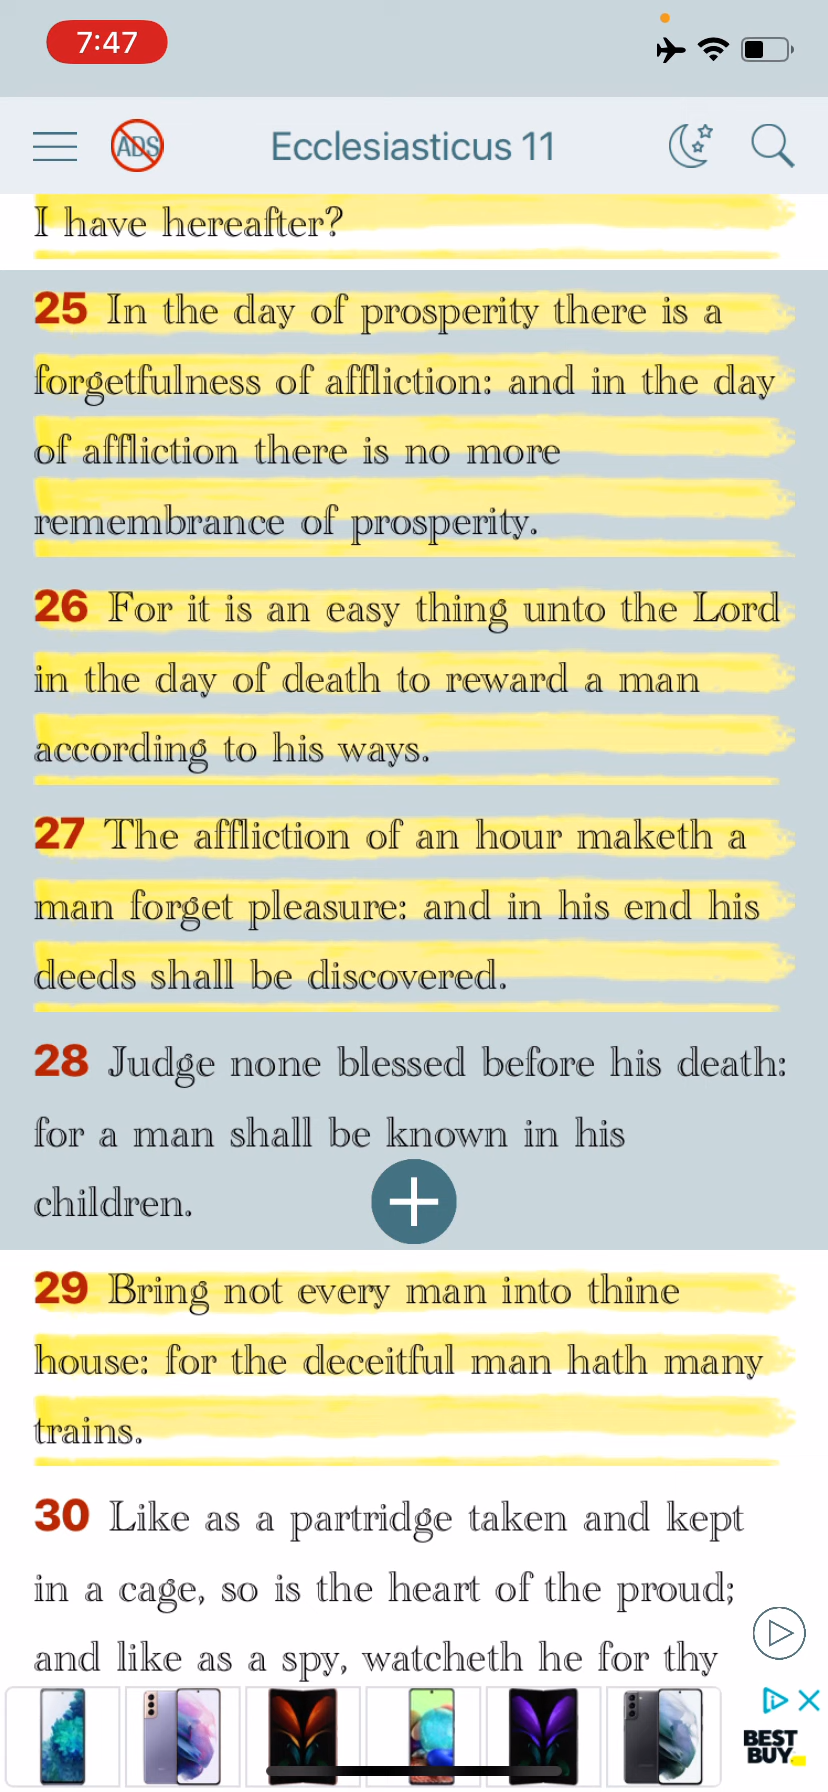 7:47
ADS
Ecclesiasticus 11
I have hereafter?
25 In the day of prosperity there is a
forgetfulness of affliction: and in the day
of affliction there is no more
remembrance of prosperity.
26 For it is an easy thing unto the Lord
in the day of death to reward a man
according to his ways.
27 The affliction of an hour maketh a
man forget pleasure: and in his end his
deeds shall be discovered.
28 Judge none blessed before his death:
for a man shall be known in his
children.
29 Bring not every man into thine
house: for the deceitful man hath many
trains.
30 Like as a partridge taken and kept
in a cage, so is the heart of the proud;
and like as a spy, watcheth he for thy
BEST
BUY